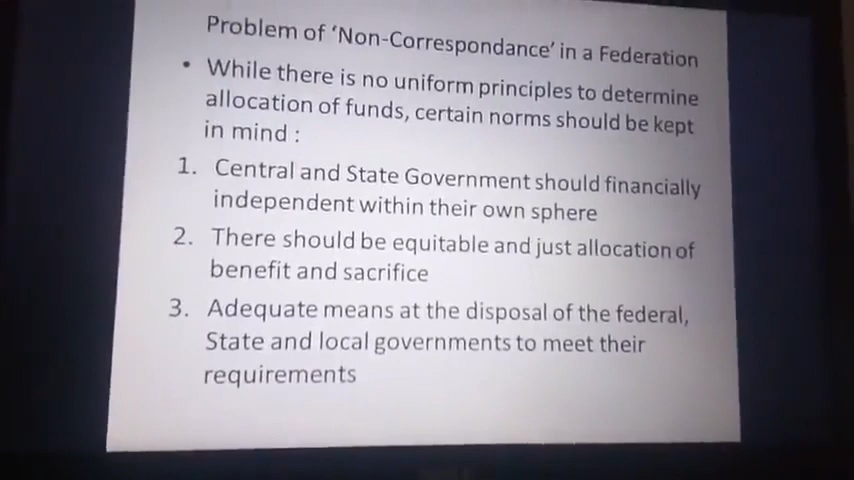 Problem of ‘Non-Correspondance’ in a Federation
• While there is no uniform principles to determine
allocation of funds, certain norms should be kept
in mind :
1. Central and State Government should financially
independent within their own sphere
2. There should be equitable and just allocation of
benefit and sacrifice
3. Adequate means at the disposal of the federal,
State and local governments to meet their
requirements